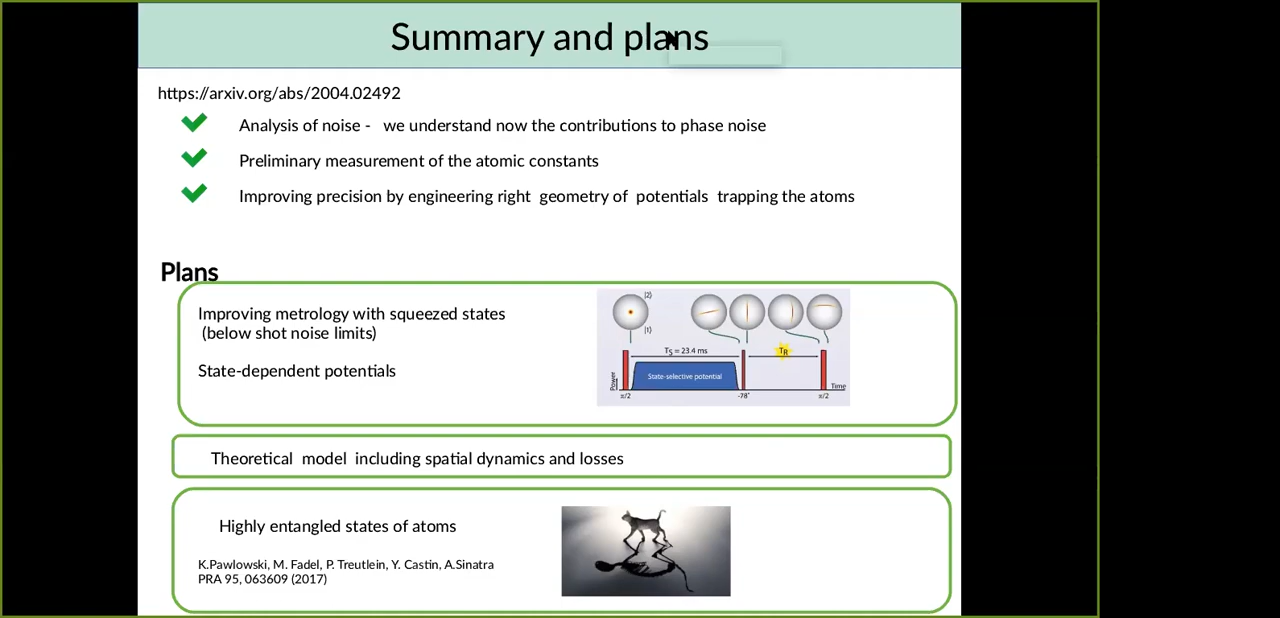 Summary and plans
https://arxiv.org/abs/2004.02492
Analysis of noise - we understand now the contributions to phase noise
Preliminary measurement of the atomic constants
Improving precision by engineering right geometry of potentials trapping the atoms
Plans
Improving metrology with squeezed states
(below shot noise limits)
State-dependent potentials
|2⟩
|1⟩
T_S = 23.4 ms
T_R
State-selective potential
Power
Time
π/2
-78°
π/2
Theoretical model including spatial dynamics and losses
Highly entangled states of atoms
K.Pawlowski, M. Fadel, P. Treutlein, Y. Castin, A.Sinatra
PRA 95, 063609 (2017)